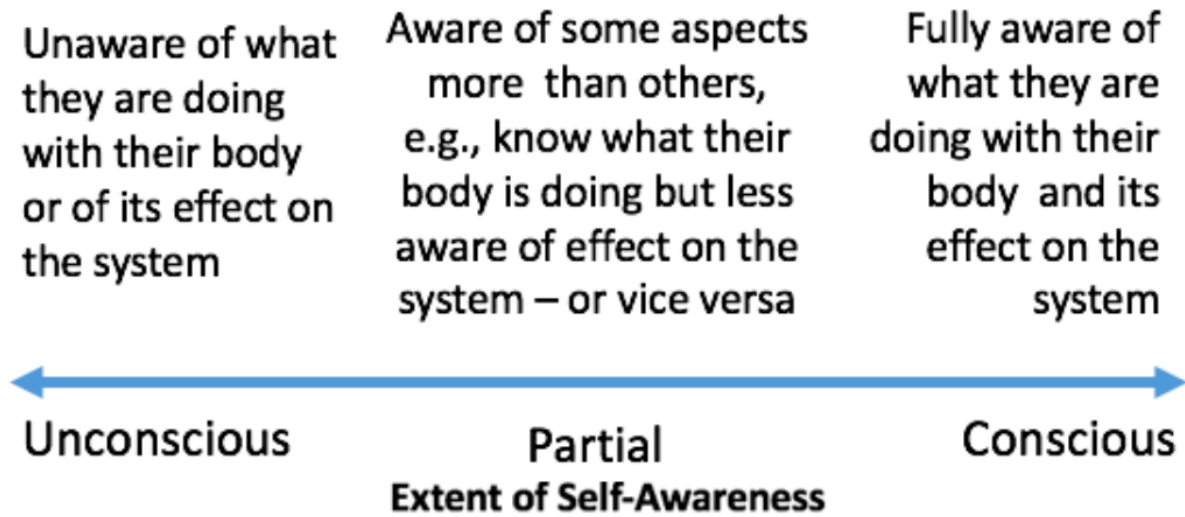 Unaware of what
they are doing
with their body
or of its effect on
the system
Aware of some aspects
more than others,
e.g., know what their
body is doing but less
aware of effect on the
system – or vice versa
Fully aware of
what they are
doing with their
body and its
effect on the
system
Unconscious
Partial
Conscious
Extent of Self-Awareness